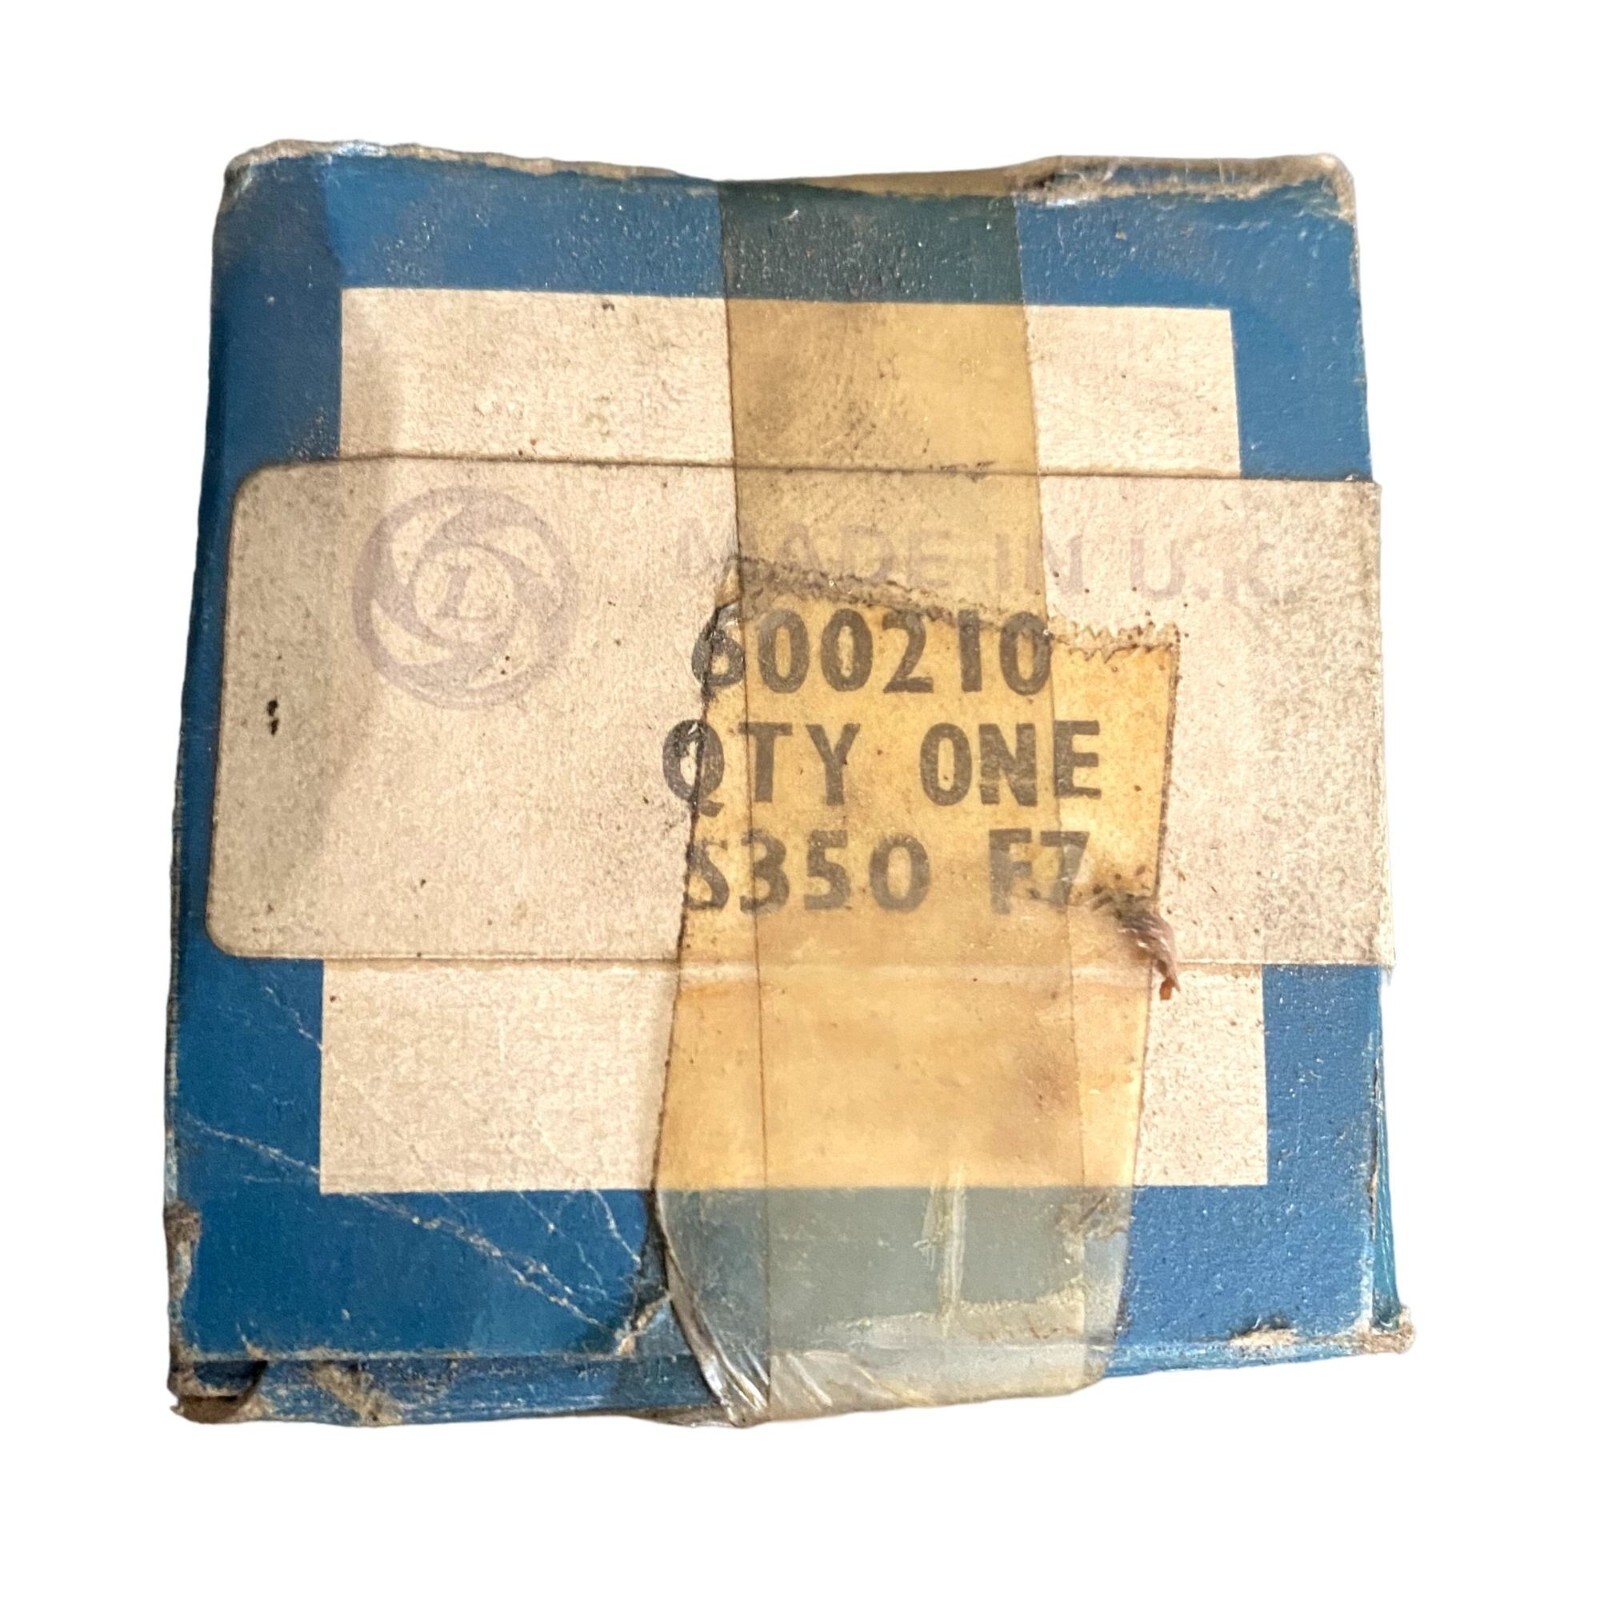 L
MADE IN U.K.
600210
QTY ONE
S350 F7